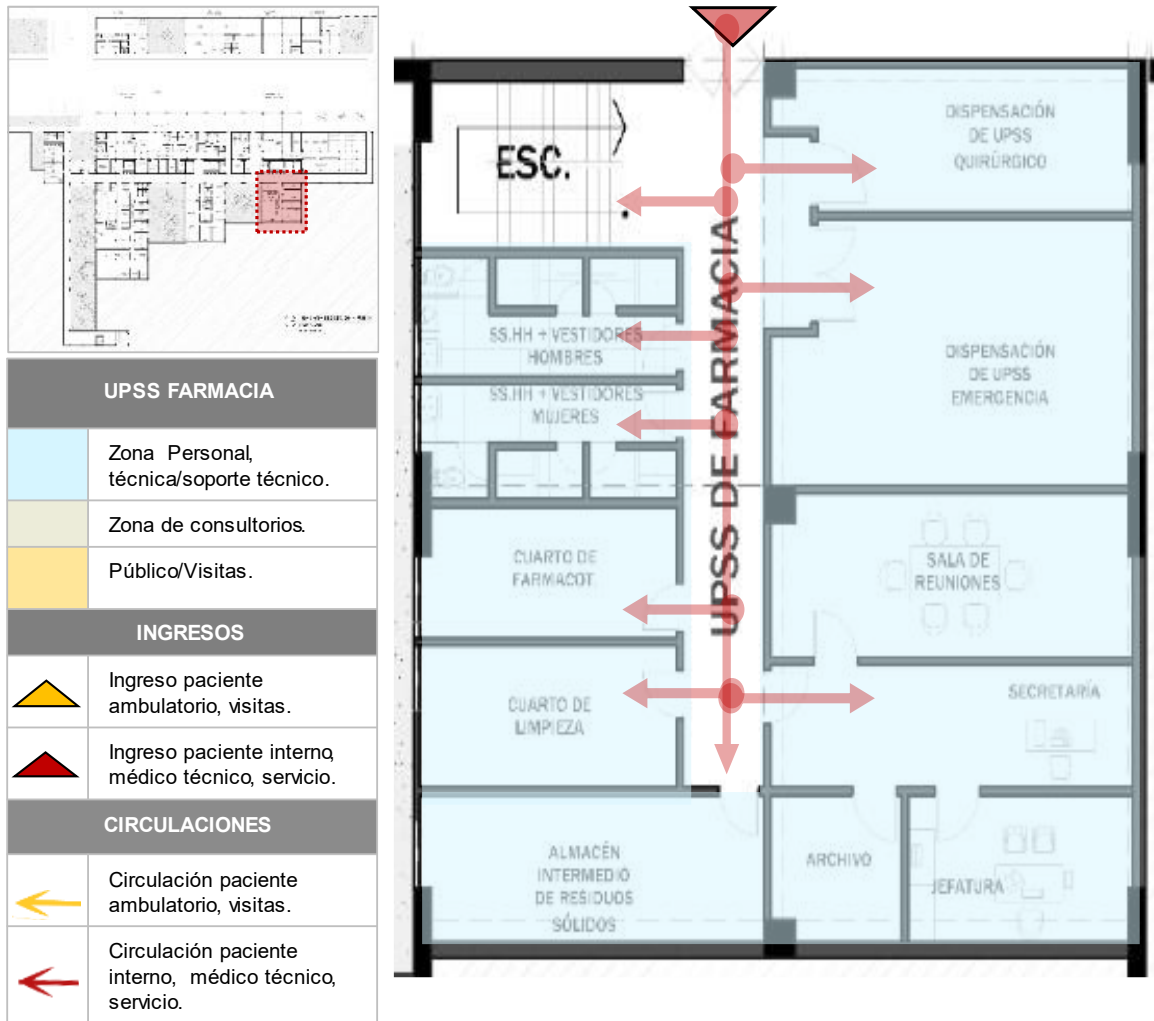 UPSS FARMACIA
Zona Personal,
técnica/soporte técnico.
Zona de consultorios.
Público/Visitas.
INGRESOS
Ingreso paciente
ambulatorio, visitas.
Ingreso paciente interno,
médico técnico, servicio.
CIRCULACIONES
Circulación paciente
ambulatorio, visitas.
Circulación paciente
interno, médico técnico,
servicio.
ESC.
UPSS DE FARMACIA
DISPENSACIÓN
DE UPSS
QUIRÚRGICO
DISPENSACIÓN
DE UPSS
EMERGENCIA
SS.HH + VESTIDORES
HOMBRES
SS.HH + VESTIDORES
MUJERES
CUARTO DE
FARMACOT.
SALA DE
REUNIONES
CUARTO DE
LIMPIEZA
SECRETARÍA
ALMACÉN
INTERMEDIO
DE RESIDUOS
SÓLIDOS
ARCHIVO
JEFATURA